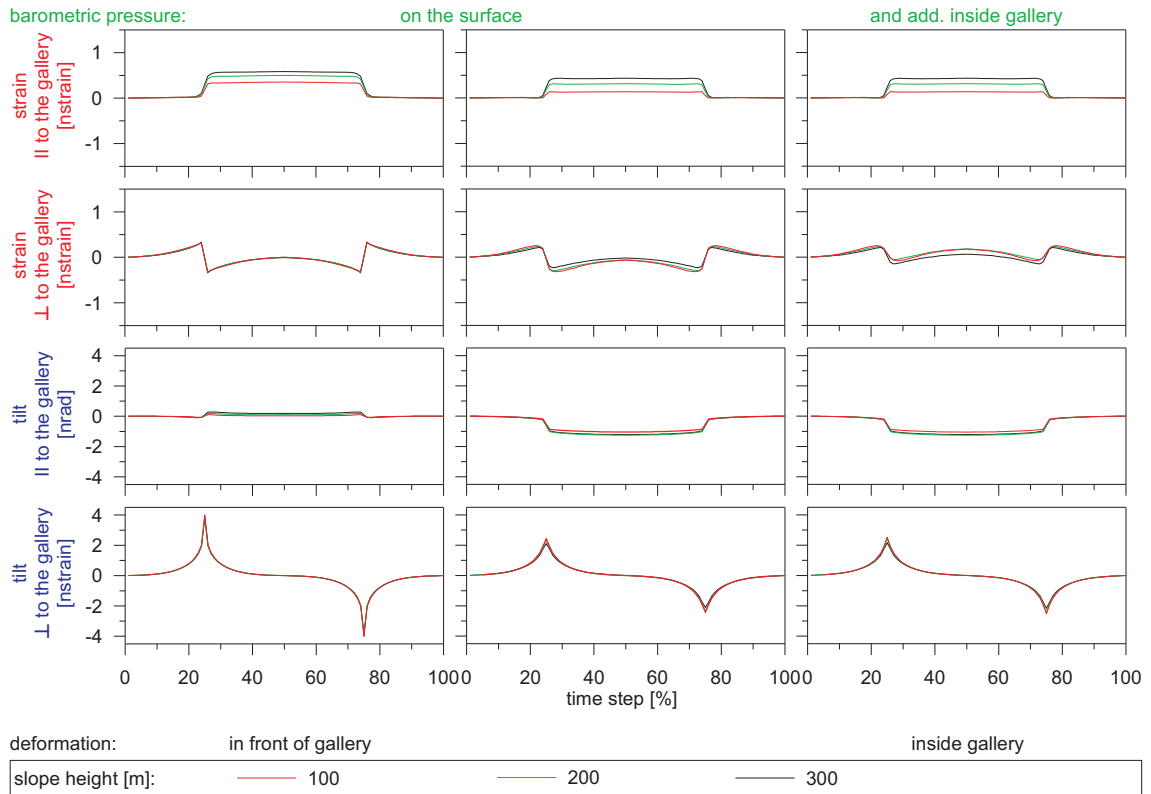 barometric pressure: on the surface and add. inside gallery
strain
II to the gallery
[nstrain]
1
0
-1
strain
⊥ to the gallery
[nstrain]
1
0
-1
tilt
II to the gallery
[nrad]
4
2
0
-2
-4
tilt
⊥ to the gallery
[nstrain]
4
2
0
-2
-4
0 20 40 60 80 100 0 20 40 60 80 100 0 20 40 60 80 100
time step [%]
deformation: in front of gallery inside gallery
slope height [m]: 100 200 300